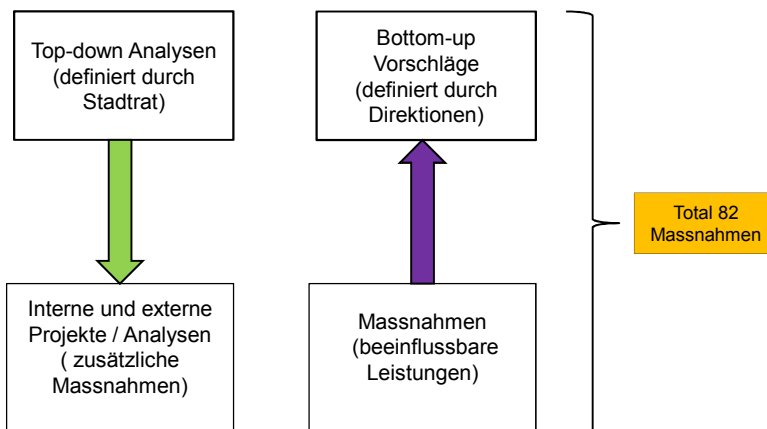 Top-down Analysen
(definiert durch
Stadtrat)
Bottom-up
Vorschläge
(definiert durch
Direktionen)
Total 82
Massnahmen
Interne und externe
Projekte / Analysen
( zusätzliche
Massnahmen)
Massnahmen
(beeinflussbare
Leistungen)